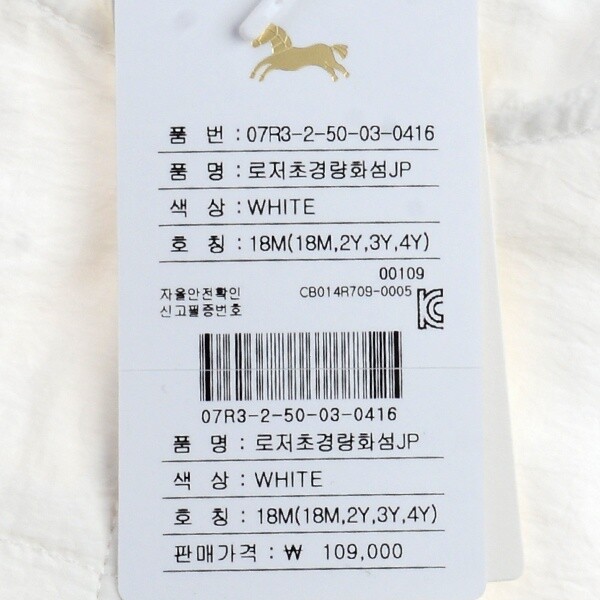 품 번 : 07R3-2-50-03-0416
품 명 : 로저초경량화섬JP
색 상 : WHITE
호 칭 : 18M(18M,2Y,3Y,4Y)
00109
자율안전확인 CB014R709-0005
신고필증번호
07R3-2-50-03-0416
품 명 : 로저초경량화섬JP
색 상 : WHITE
호 칭 : 18M(18M,2Y,3Y,4Y)
판매가격 : ₩ 109,000